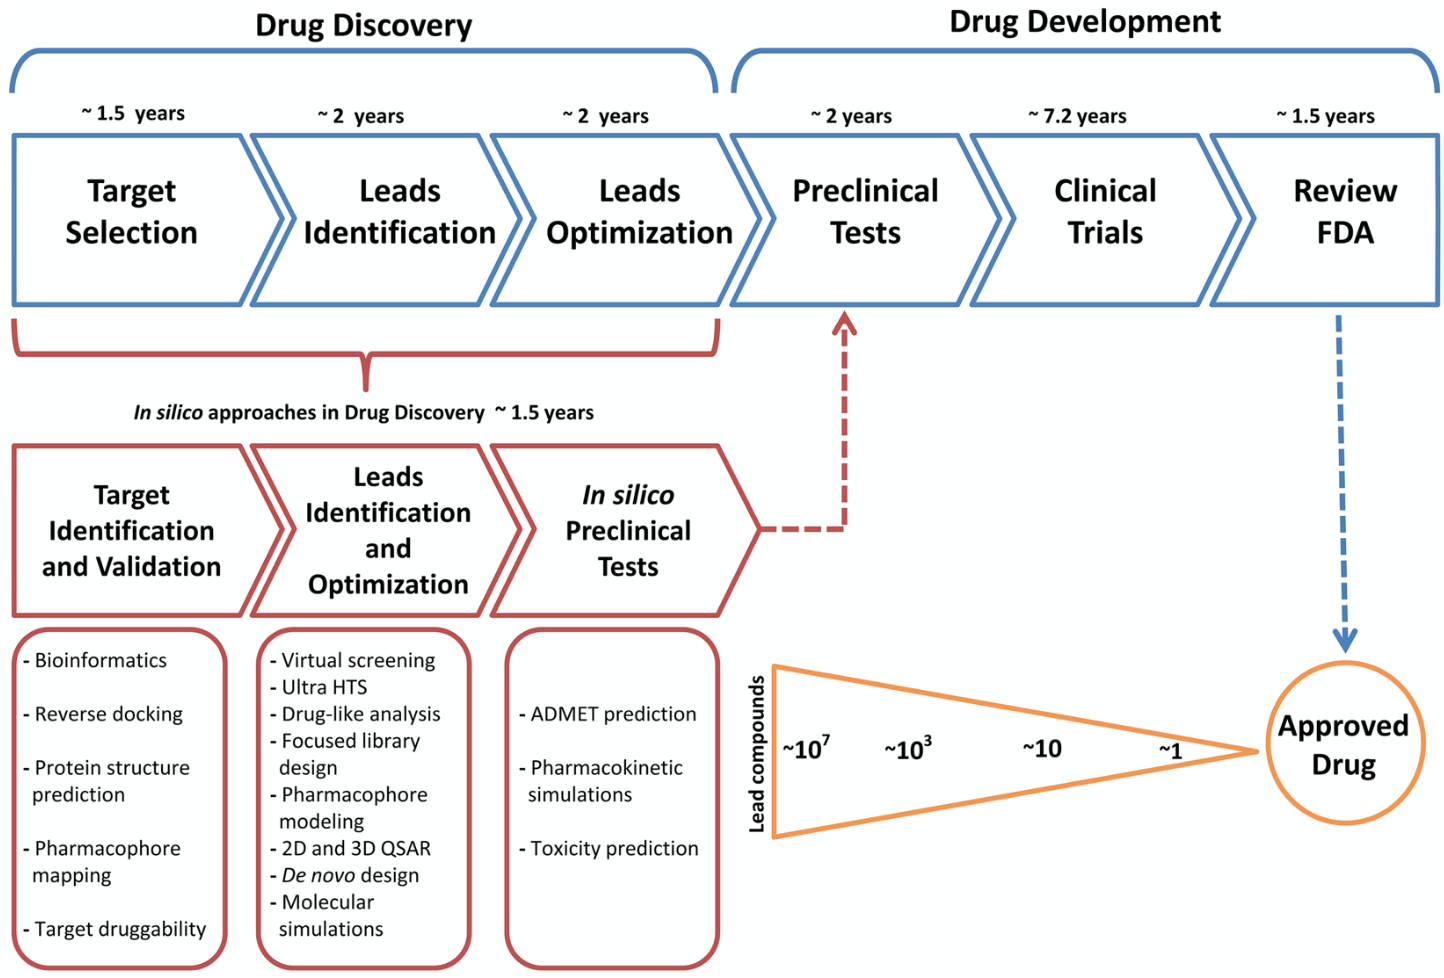 Drug Discovery
Drug Development
~ 1.5 years
~ 2 years
~ 2 years
~ 2 years
~ 7.2 years
~ 1.5 years
Target
Selection
Leads
Identification
Leads
Optimization
Preclinical
Tests
Clinical
Trials
Review
FDA
In silico approaches in Drug Discovery ~ 1.5 years
Target
Identification
and Validation
Leads
Identification
and
Optimization
In silico
Preclinical
Tests
- Bioinformatics
- Reverse docking
- Protein structure
prediction
- Pharmacophore
mapping
- Target druggability
- Virtual screening
- Ultra HTS
- Drug-like analysis
- Focused library
design
- Pharmacophore
modeling
- 2D and 3D QSAR
- De novo design
- Molecular
simulations
- ADMET prediction
- Pharmacokinetic
simulations
- Toxicity prediction
Lead compounds
~10⁷
~10³
~10
~1
Approved
Drug